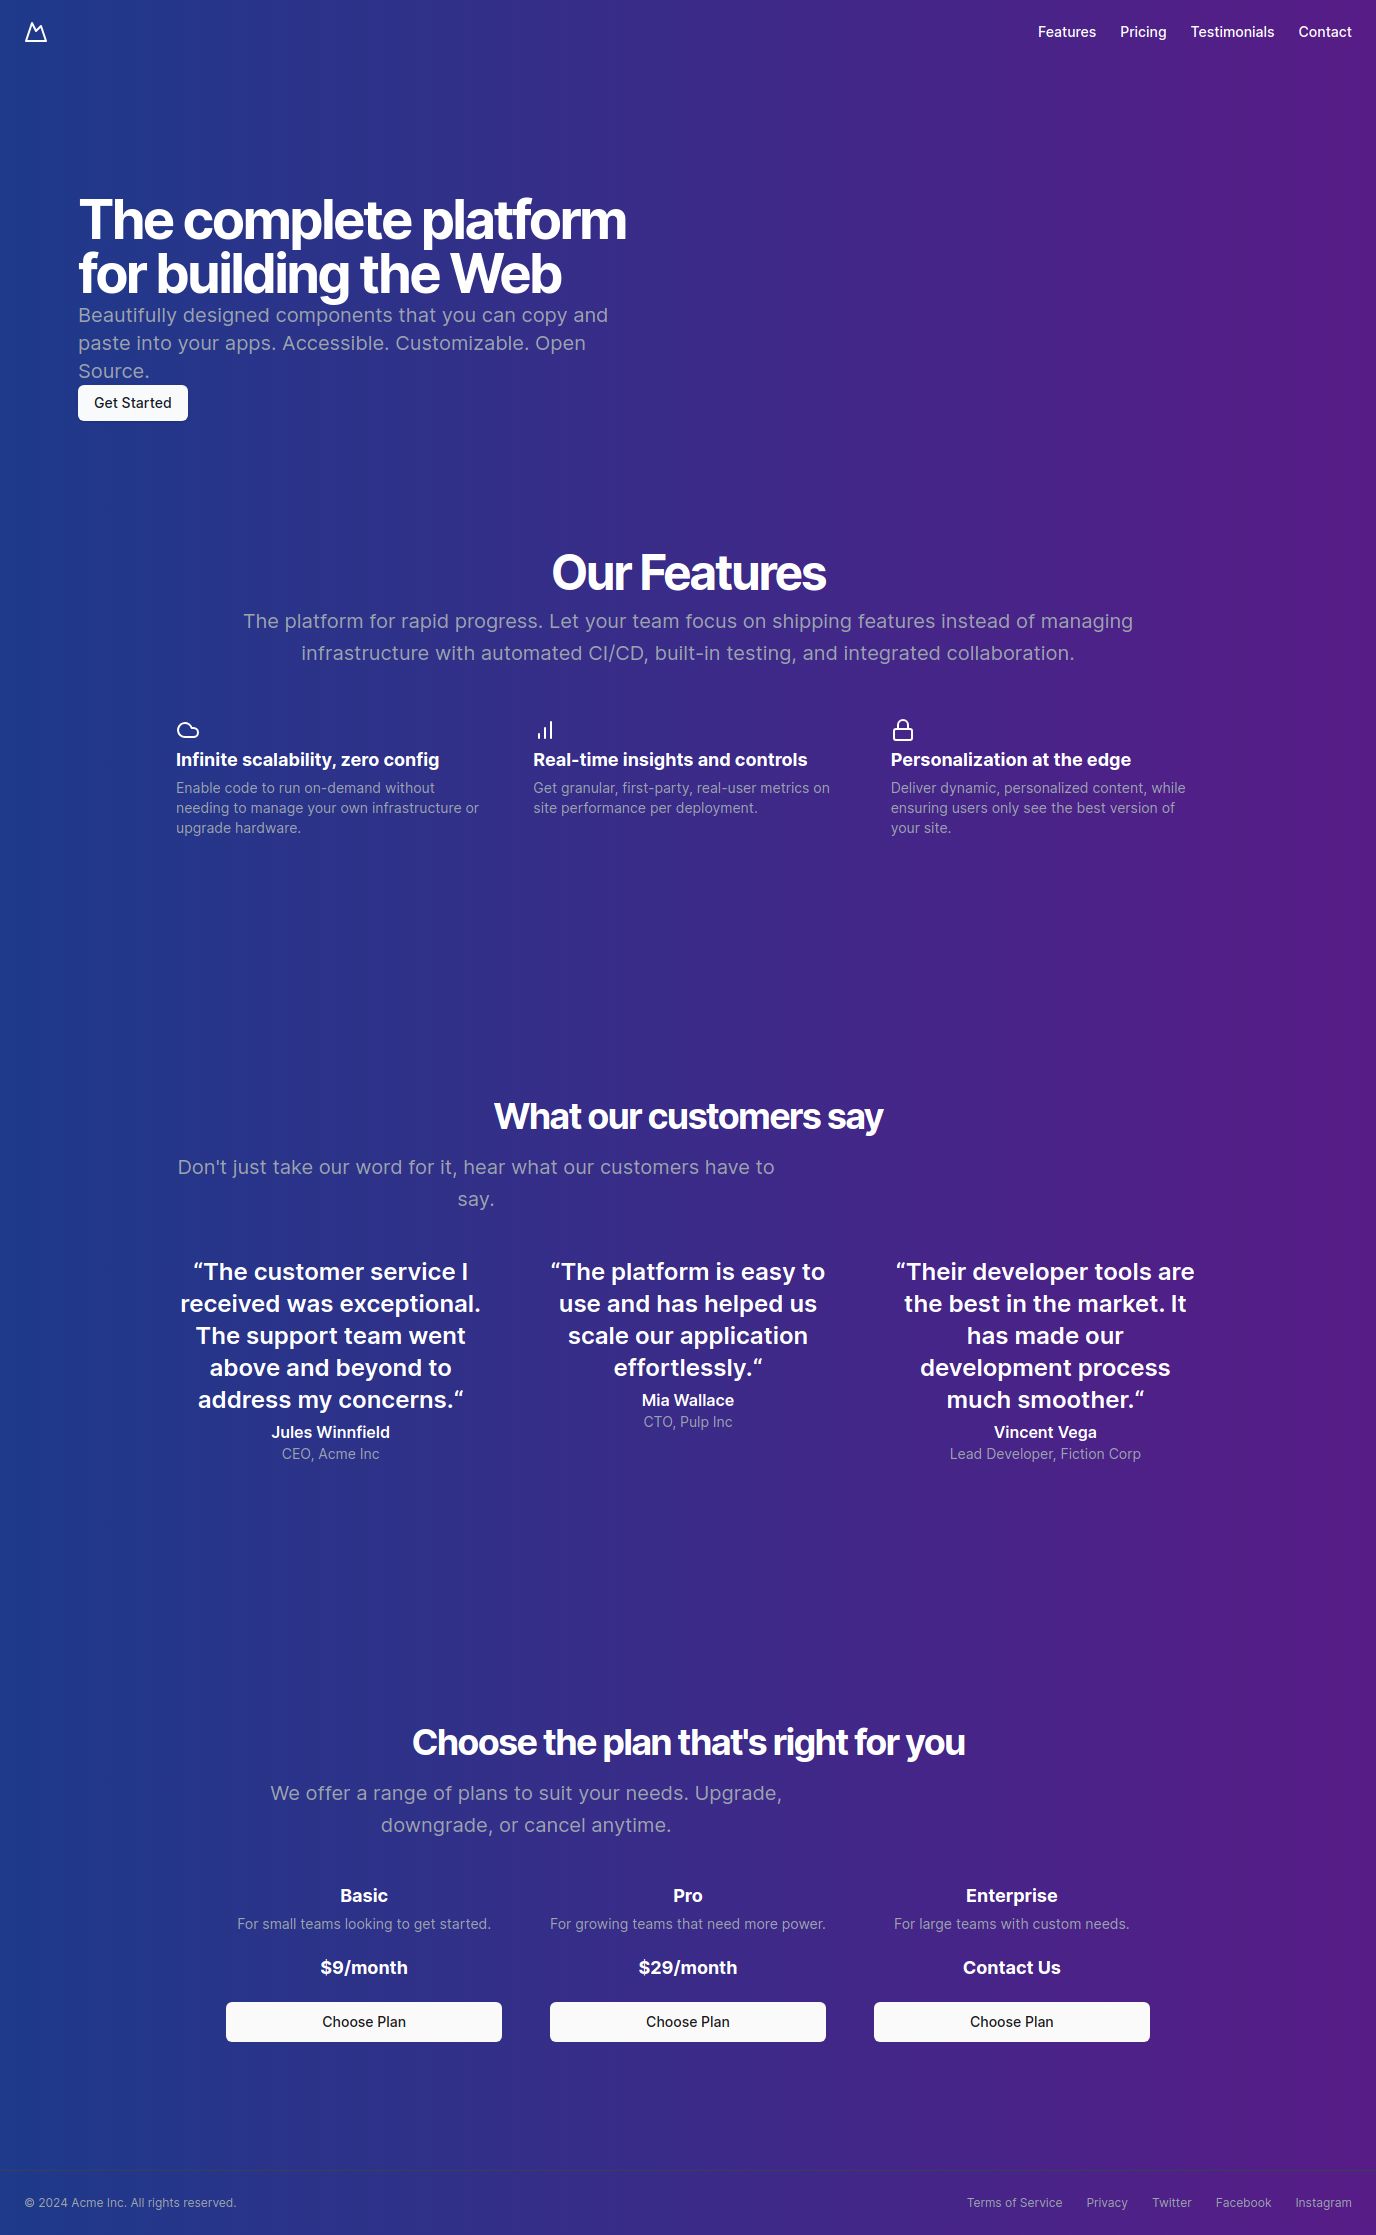 Features Pricing Testimonials Contact
The complete platform
for building the Web
Beautifully designed components that you can copy and
paste into your apps. Accessible. Customizable. Open
Source.
Get Started
Our Features
The platform for rapid progress. Let your team focus on shipping features instead of managing
infrastructure with automated CI/CD, built-in testing, and integrated collaboration.
Infinite scalability, zero config
Enable code to run on-demand without
needing to manage your own infrastructure or
upgrade hardware.
Real-time insights and controls
Get granular, first-party, real-user metrics on
site performance per deployment.
Personalization at the edge
Deliver dynamic, personalized content, while
ensuring users only see the best version of
your site.
What our customers say
Don't just take our word for it, hear what our customers have to
say.
“The customer service I
received was exceptional.
The support team went
above and beyond to
address my concerns.“
Jules Winnfield
CEO, Acme Inc
“The platform is easy to
use and has helped us
scale our application
effortlessly.“
Mia Wallace
CTO, Pulp Inc
“Their developer tools are
the best in the market. It
has made our
development process
much smoother.“
Vincent Vega
Lead Developer, Fiction Corp
Choose the plan that's right for you
We offer a range of plans to suit your needs. Upgrade,
downgrade, or cancel anytime.
Basic
For small teams looking to get started.
$9/month
Choose Plan
Pro
For growing teams that need more power.
$29/month
Choose Plan
Enterprise
For large teams with custom needs.
Contact Us
Choose Plan
© 2024 Acme Inc. All rights reserved.
Terms of Service Privacy Twitter Facebook Instagram